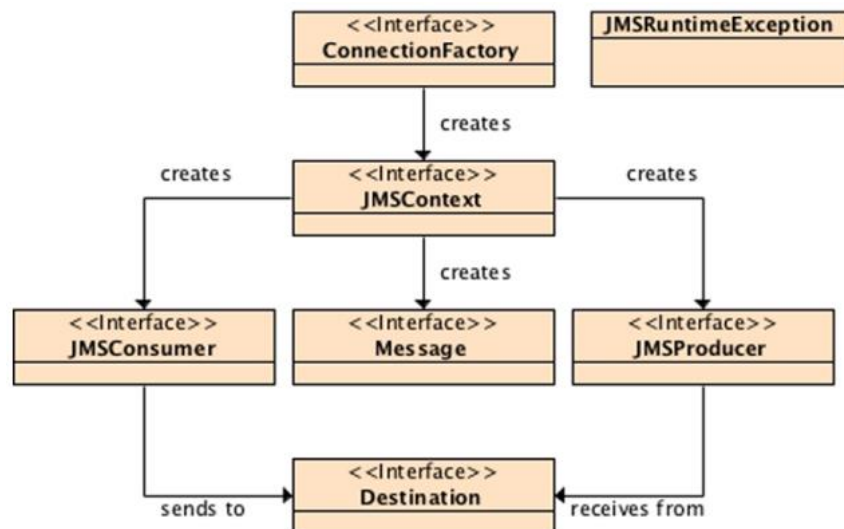 <<Interface>>
ConnectionFactory
JMSRuntimeException
creates
creates
<<Interface>>
JMSContext
creates
creates
<<Interface>>
JMSConsumer
<<Interface>>
Message
<<Interface>>
JMSProducer
sends to
<<Interface>>
Destination
receives from